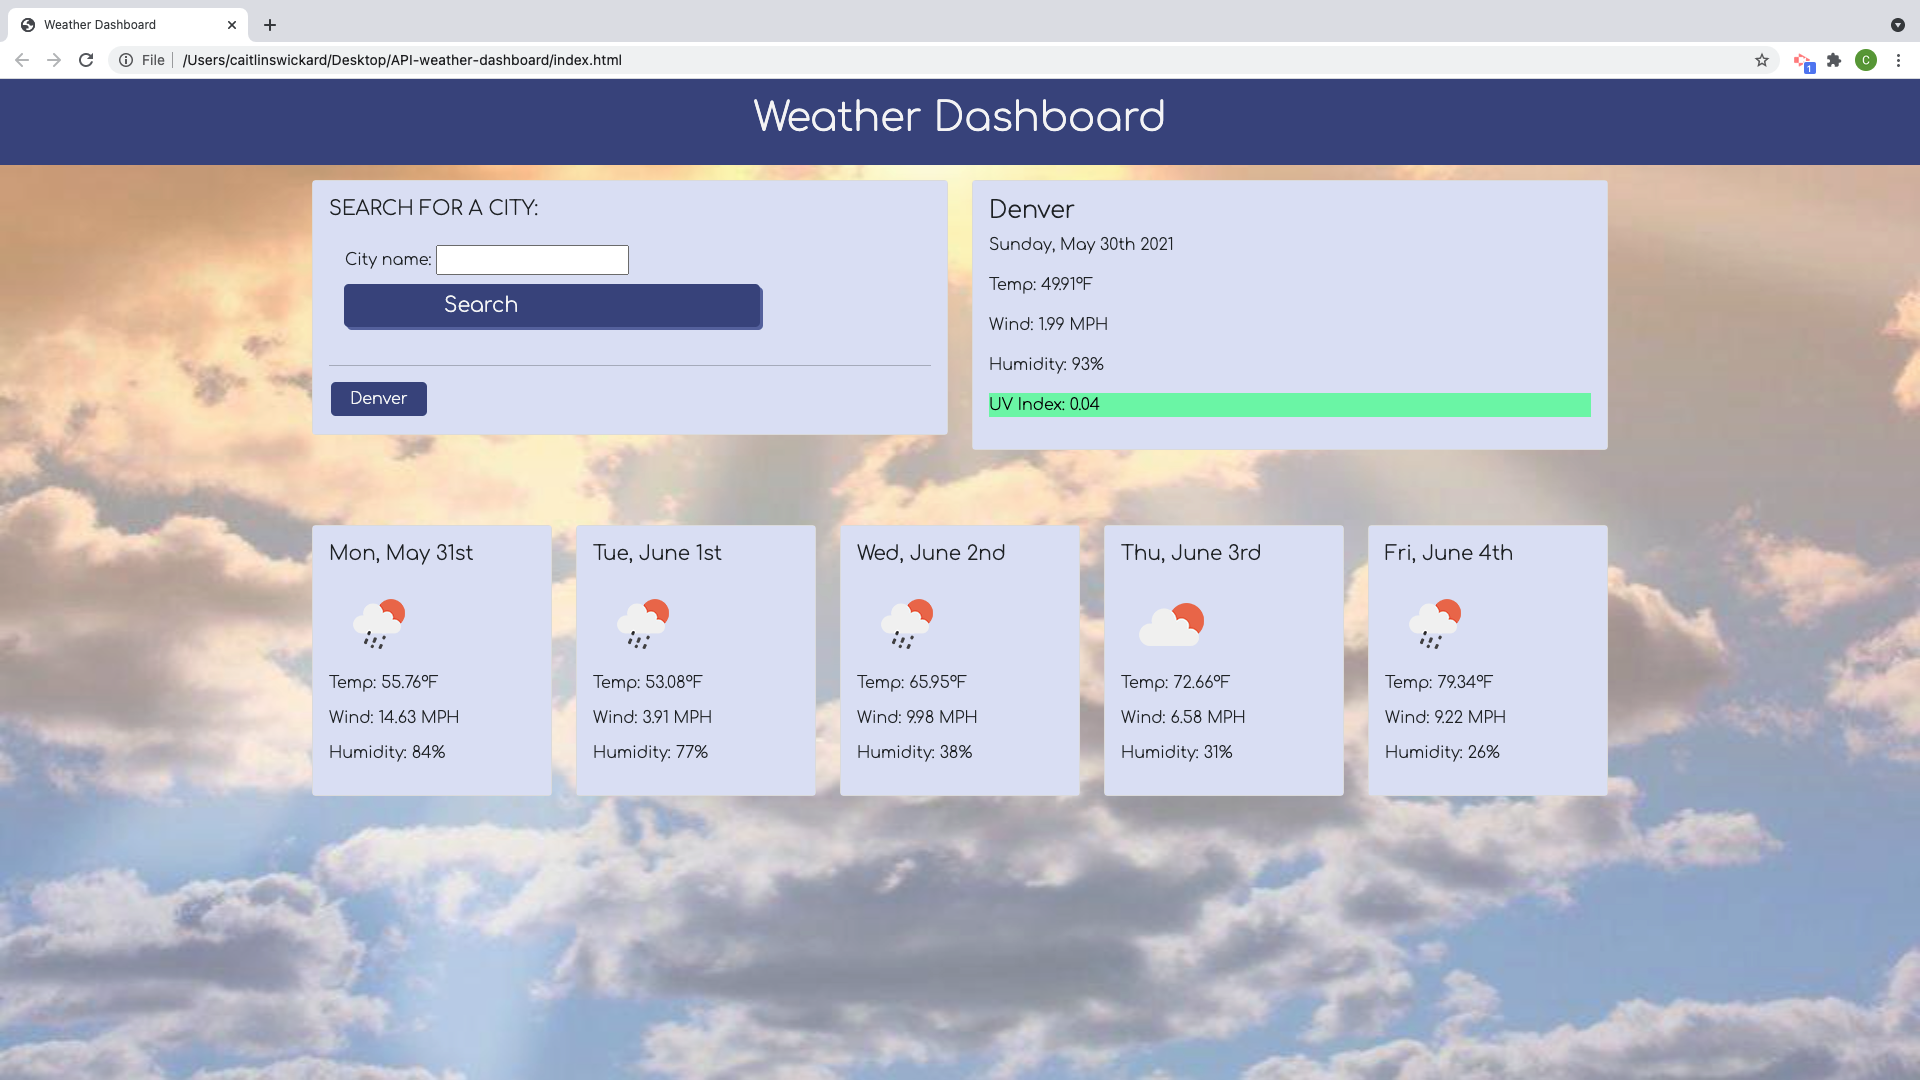 Weather Dashboard
File
/Users/caitlinswickard/Desktop/API-weather-dashboard/index.html
1
C
Weather Dashboard
SEARCH FOR A CITY:
City name:
Search
Denver
Denver
Sunday, May 30th 2021
Temp: 49.91°F
Wind: 1.99 MPH
Humidity: 93%
UV Index: 0.04
Mon, May 31st
Temp: 55.76°F
Wind: 14.63 MPH
Humidity: 84%
Tue, June 1st
Temp: 53.08°F
Wind: 3.91 MPH
Humidity: 77%
Wed, June 2nd
Temp: 65.95°F
Wind: 9.98 MPH
Humidity: 38%
Thu, June 3rd
Temp: 72.66°F
Wind: 6.58 MPH
Humidity: 31%
Fri, June 4th
Temp: 79.34°F
Wind: 9.22 MPH
Humidity: 26%